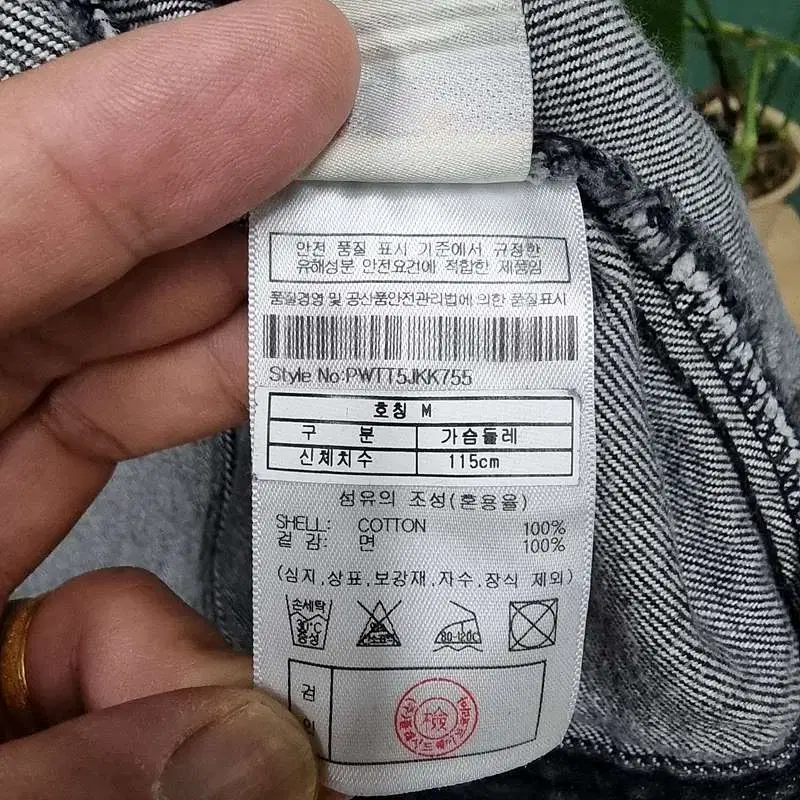 안전 품질 표시 기준에서 규정한
유해성분 안전요건에 적합한 제품임
품질경영 및 공산품안전관리법에 의한 품질표시
Style No:PWTT5JKK755
호칭 M
구 분 가슴둘레
신체치수 115cm
섬유의 조성(혼용율)
SHELL: COTTON 100%
겉 감: 면 100%
(심지,상표,보강재,자수,장식 제외)
손세탁
30℃
중성
80-120℃
검
檢